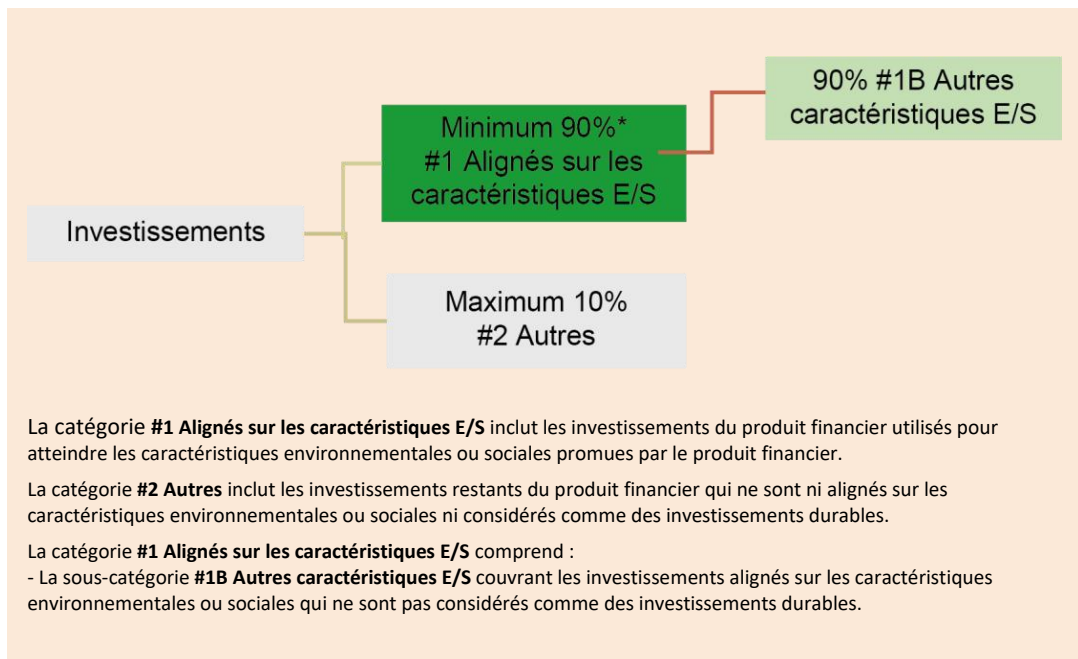 90% #1B Autres
caractéristiques E/S
Minimum 90%*
#1 Alignés sur les
caractéristiques E/S
Investissements
Maximum 10%
#2 Autres
La catégorie #1 Alignés sur les caractéristiques E/S inclut les investissements du produit financier utilisés pour
atteindre les caractéristiques environnementales ou sociales promues par le produit financier.
La catégorie #2 Autres inclut les investissements restants du produit financier qui ne sont ni alignés sur les
caractéristiques environnementales ou sociales ni considérés comme des investissements durables.
La catégorie #1 Alignés sur les caractéristiques E/S comprend :
- La sous-catégorie #1B Autres caractéristiques E/S couvrant les investissements alignés sur les caractéristiques
environnementales ou sociales qui ne sont pas considérés comme des investissements durables.